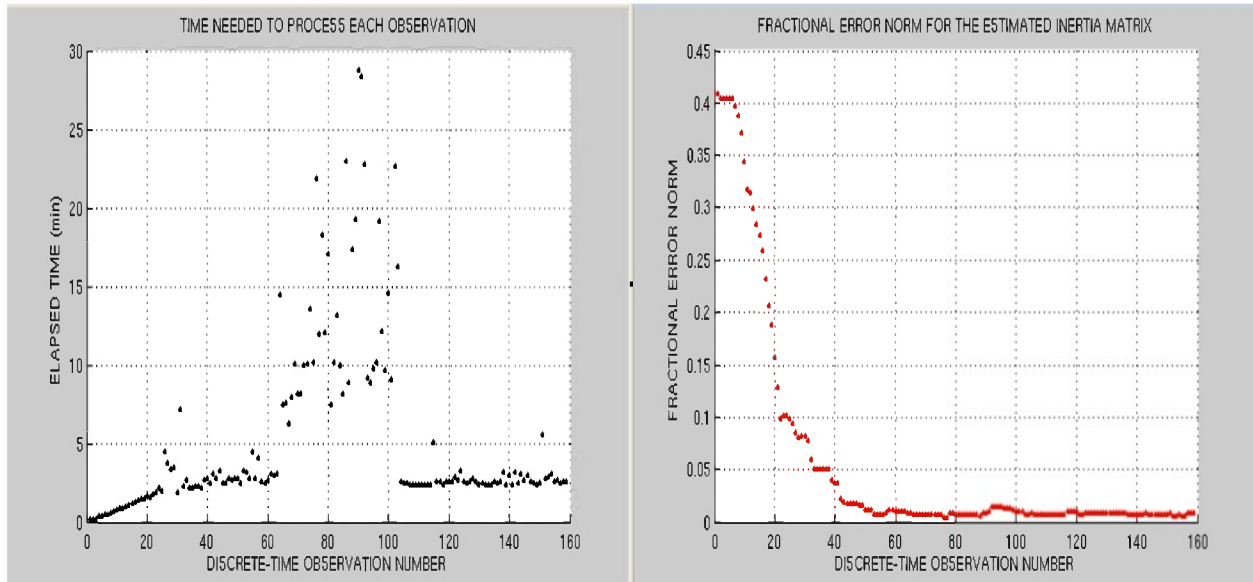 TIME NEEDED TO PROCESS EACH OBSERVATION
ELAPSED TIME (min)
30
25
20
15
10
5
0
0 20 40 60 80 100 120 140 160
DISCRETE-TIME OBSERVATION NUMBER
FRACTIONAL ERROR NORM FOR THE ESTIMATED INERTIA MATRIX
FRACTIONAL ERROR NORM
0.45
0.4
0.35
0.3
0.25
0.2
0.15
0.1
0.05
0
0 20 40 60 80 100 120 140 160
DISCRETE-TIME OBSERVATION NUMBER